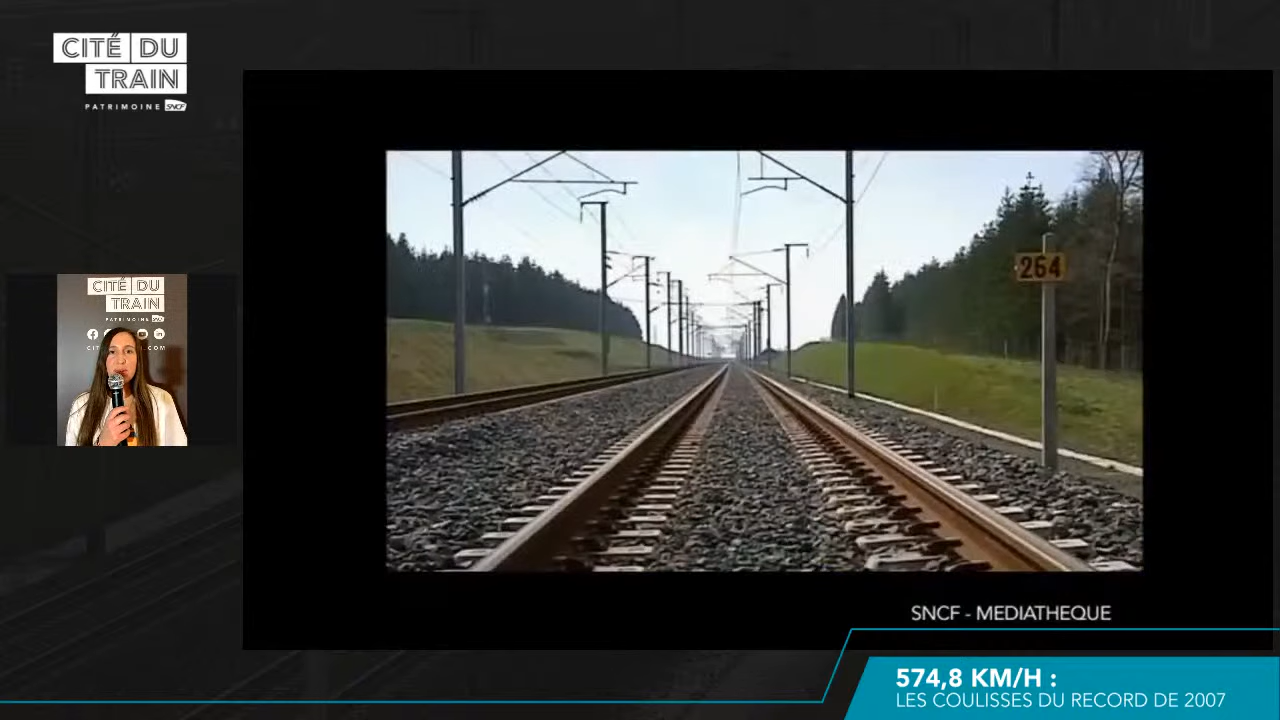 CITÉ DU
TRAIN
PATRIMOINE SNCF
264
CITÉ DU
TRAIN
PATRIMOINE
SNCF - MEDIATHEQUE
574,8 KM/H :
LES COULISSES DU RECORD DE 2007